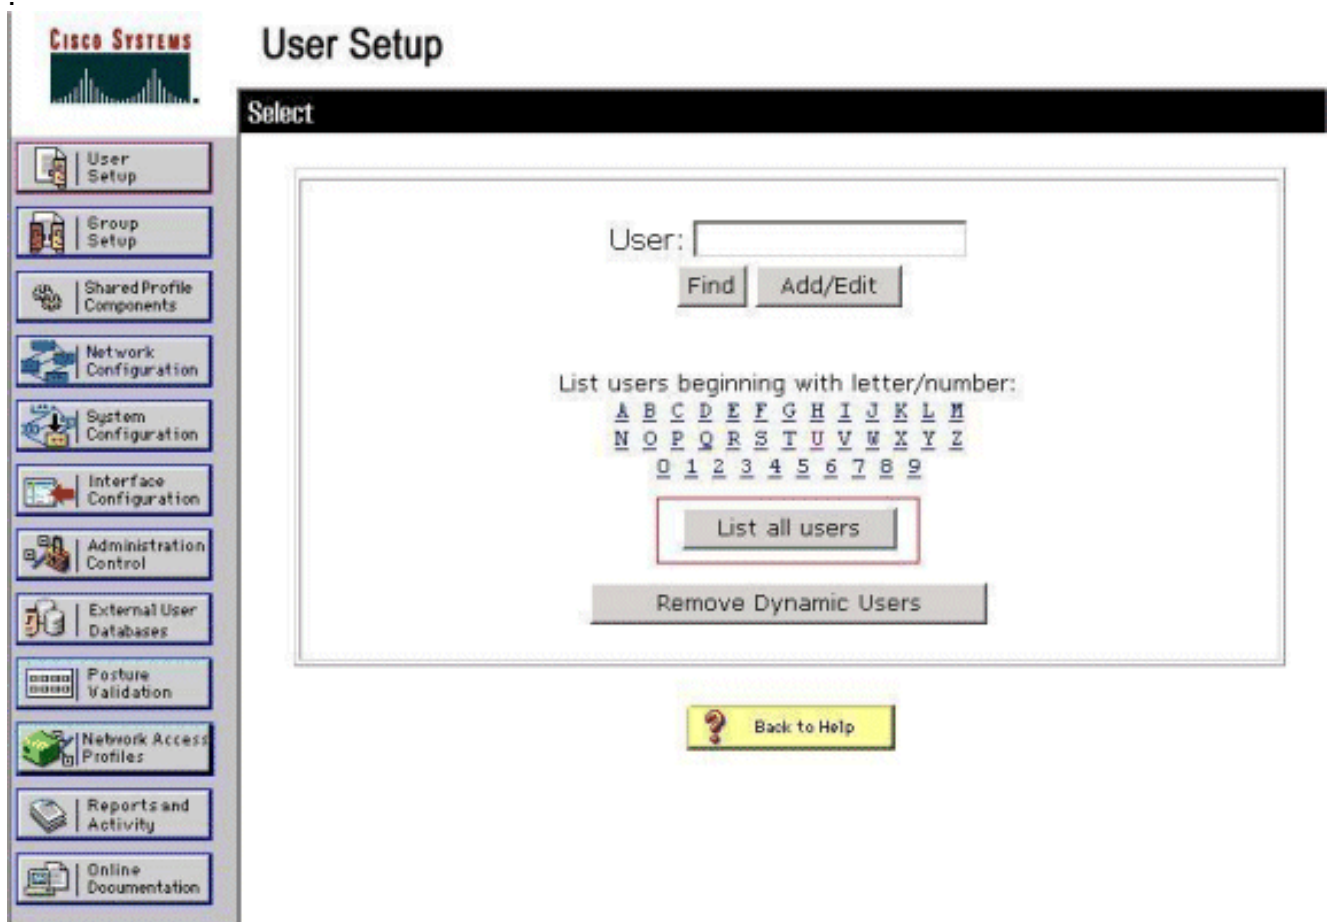 .
CISCO SYSTEMS
User Setup
Select
User
Setup
Group
Setup
Shared Profile
Components
Network
Configuration
System
Configuration
Interface
Configuration
Administration
Control
External User
Databases
Posture
Validation
Network Access
Profiles
Reports and
Activity
Online
Documentation
User:
Find Add/Edit
List users beginning with letter/number:
A B C D E F G H I J K L M
N O P Q R S T U V W X Y Z
0 1 2 3 4 5 6 7 8 9
List all users
Remove Dynamic Users
? Back to Help